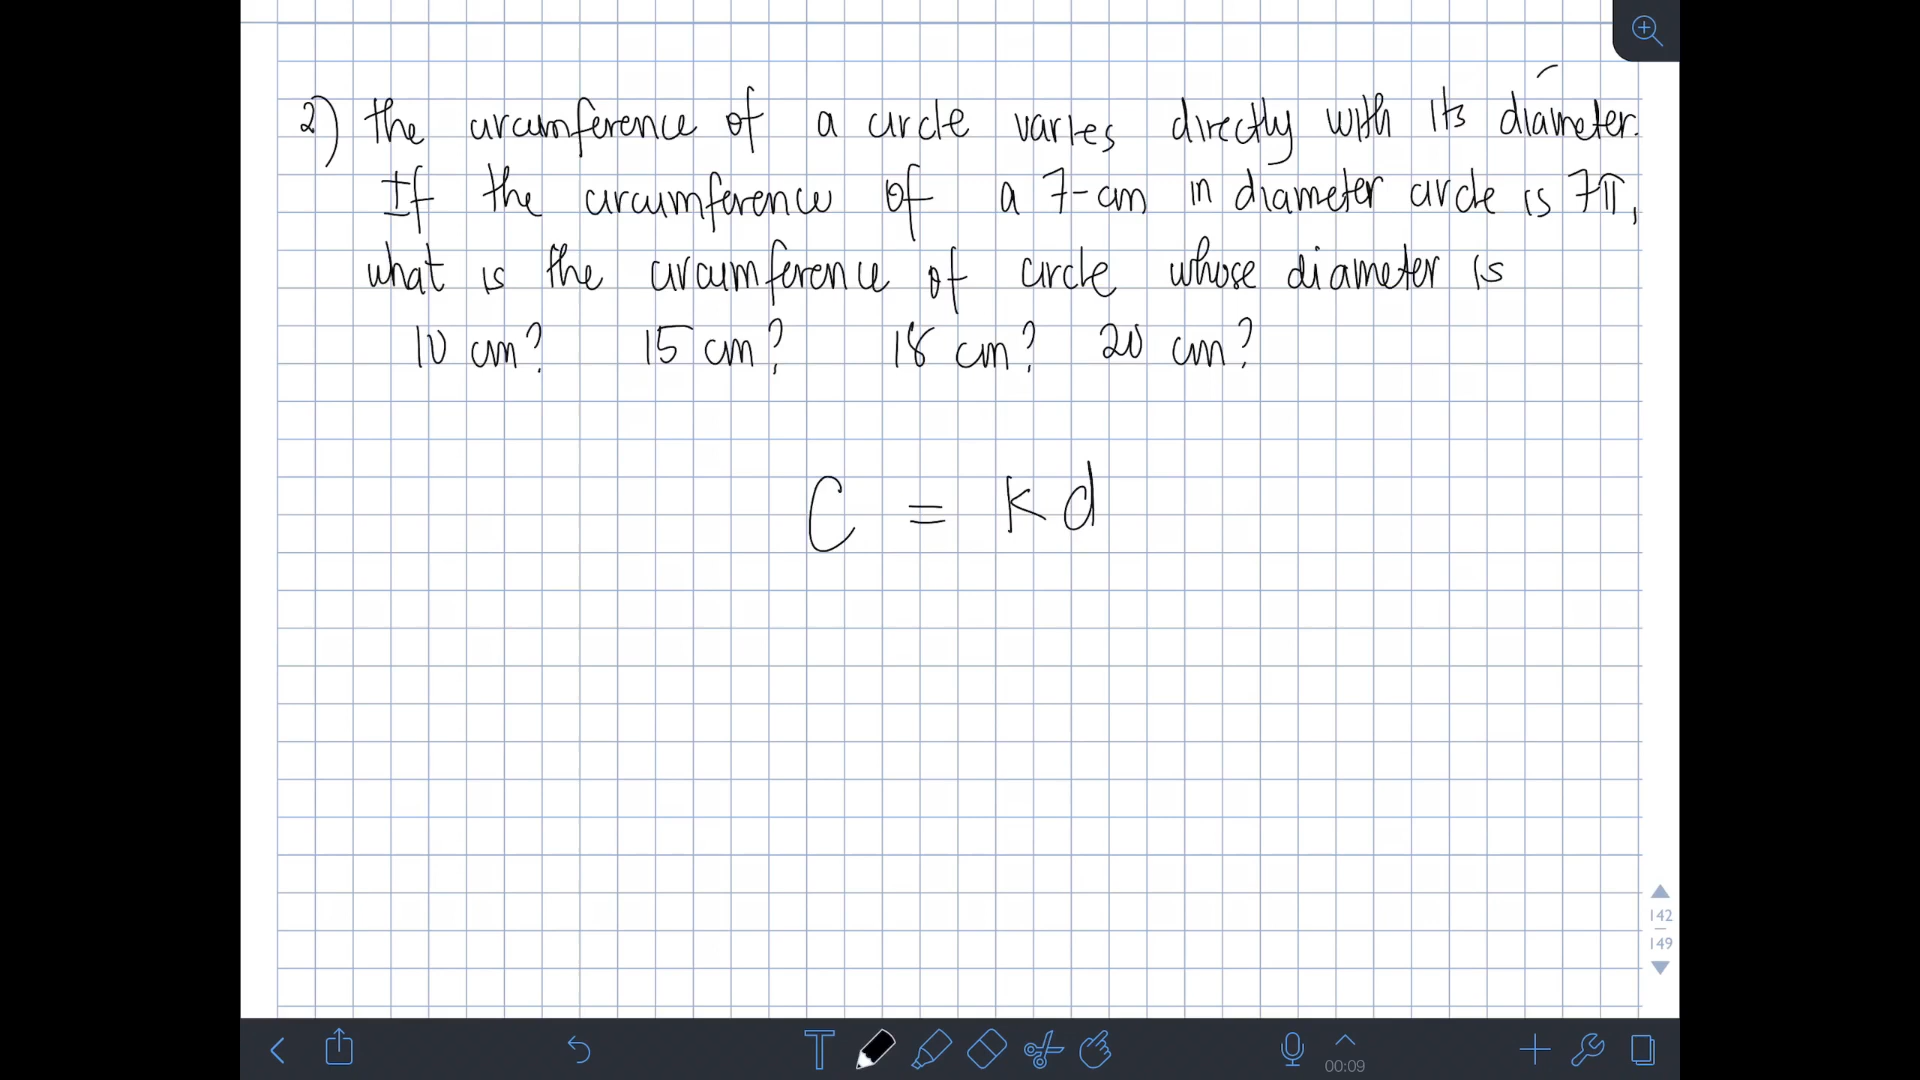 2) the circumference of a circle varies directly with its diameter.
If the circumference of a 7-cm in diameter circle is 7π,
what is the circumference of circle whose diameter is
10 cm? 15 cm? 18 cm? 20 cm?
C = kd
142
149
T
00:09